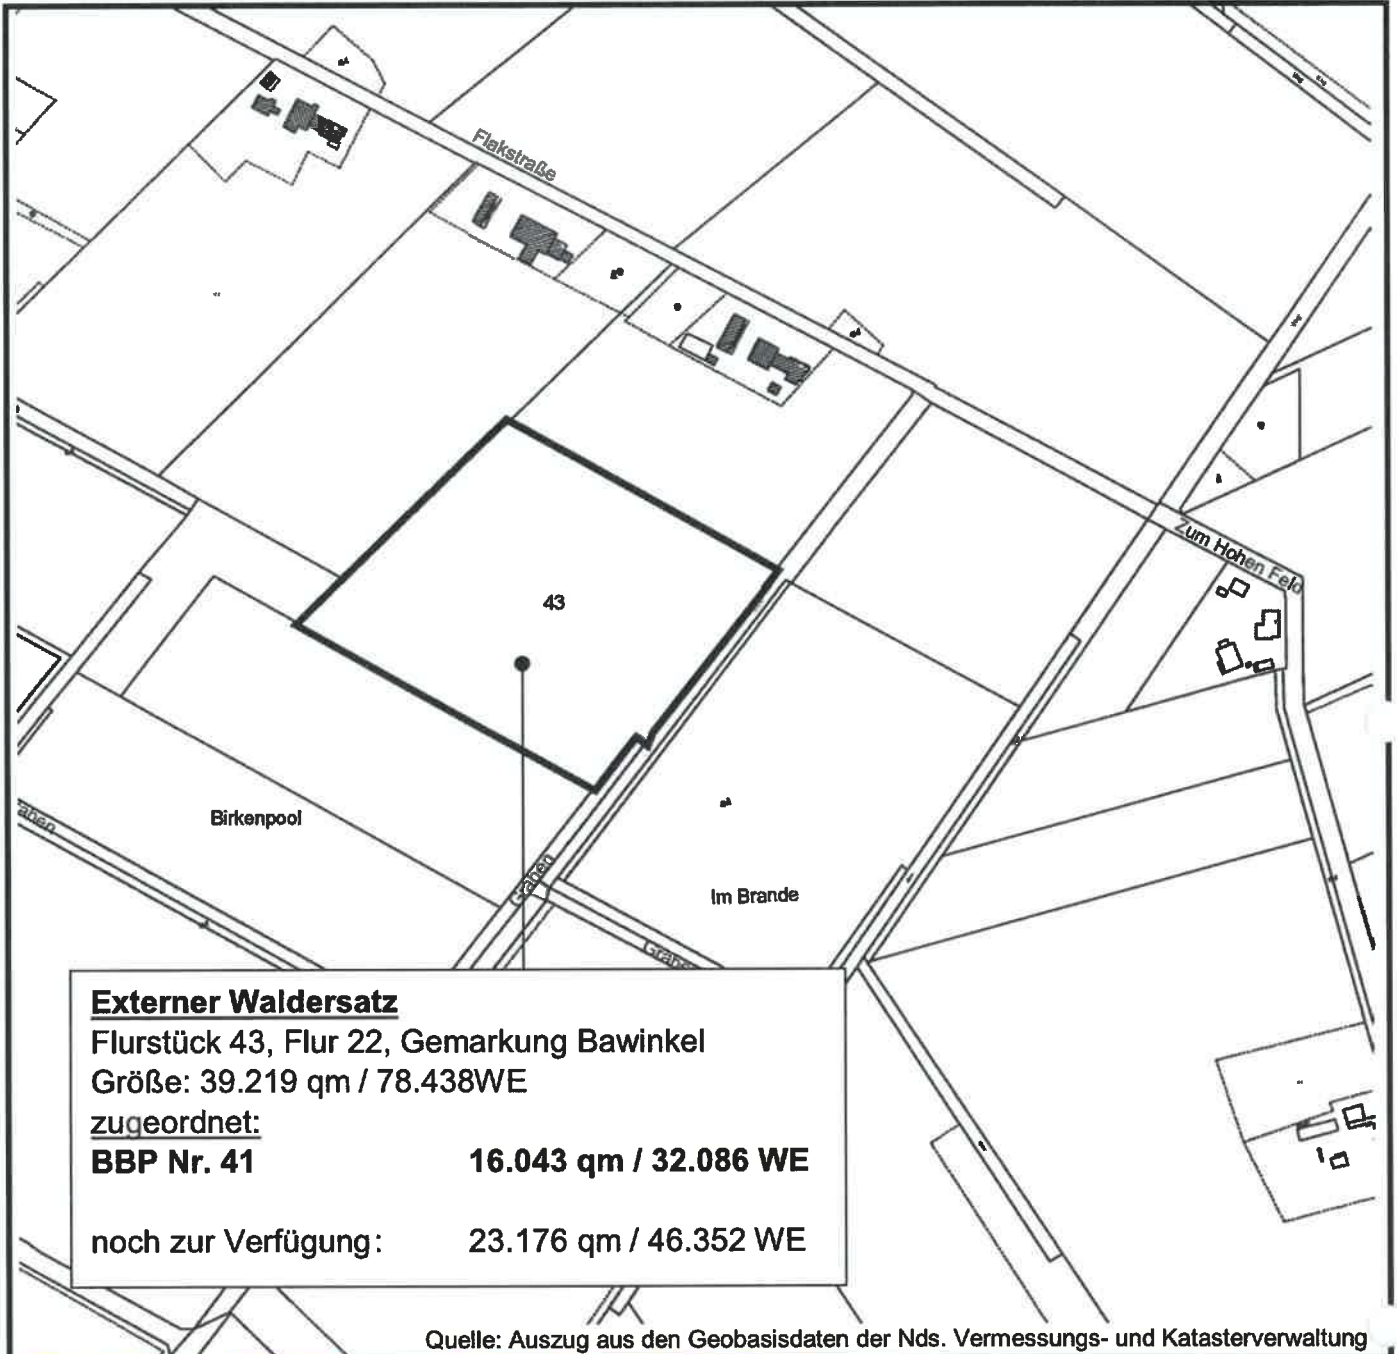 Flakstraße
Zum Hohen Feld
43
Birkenpool
Im Brande
Graben
Externer Waldersatz
Flurstück 43, Flur 22, Gemarkung Bawinkel
Größe: 39.219 qm / 78.438WE
zugeordnet:
BBP Nr. 41 16.043 qm / 32.086 WE
noch zur Verfügung: 23.176 qm / 46.352 WE
Quelle: Auszug aus den Geobasisdaten der Nds. Vermessungs- und Katasterverwaltung